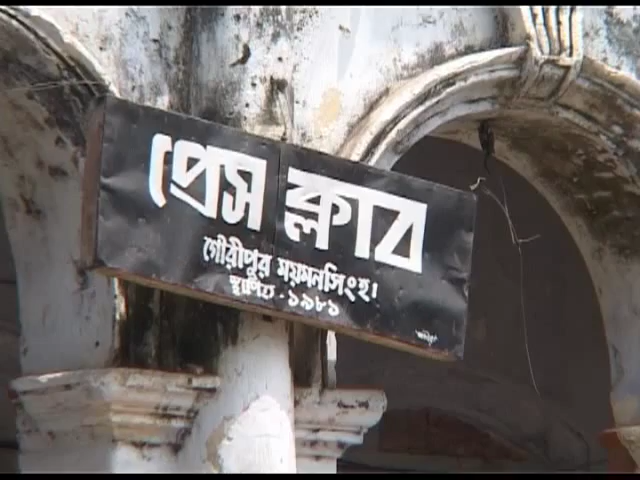 প্রেস ক্লাব
গৌরীপুর ময়মনসিংহ।
স্থাপিত - ১৯৮১